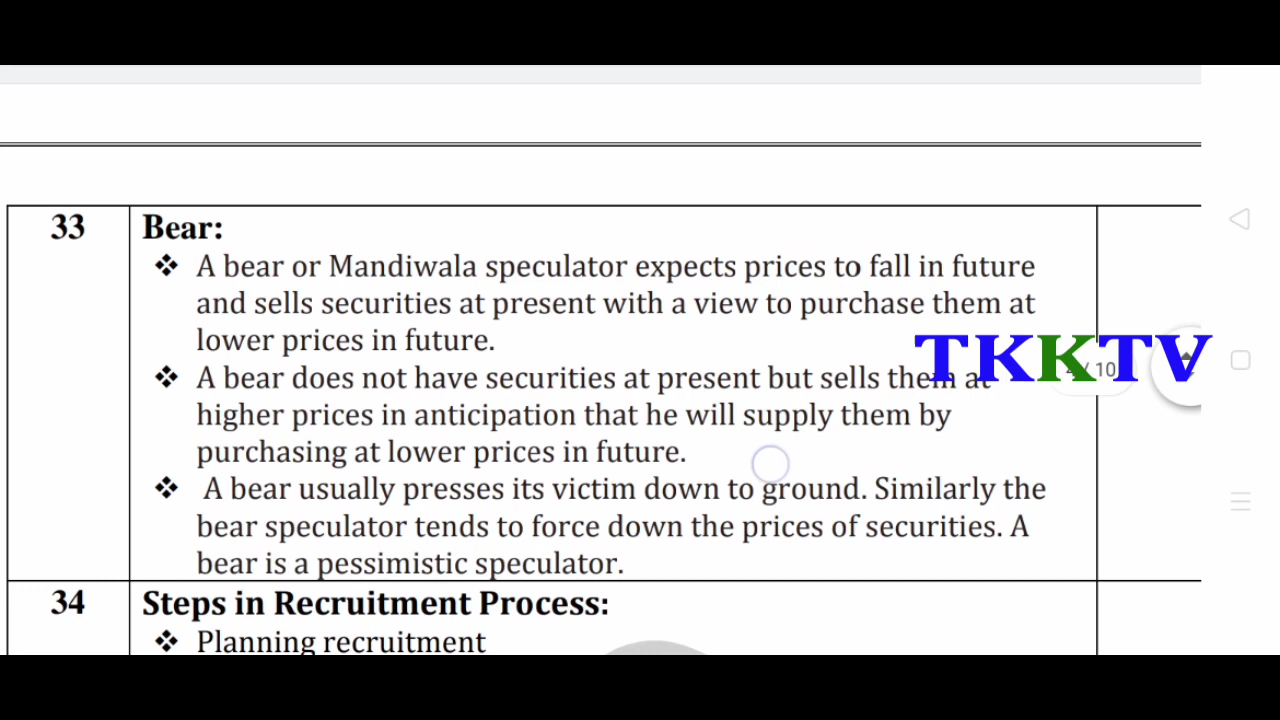 33 Bear:
❖ A bear or Mandiwala speculator expects prices to fall in future
and sells securities at present with a view to purchase them at
lower prices in future.
❖ A bear does not have securities at present but sells them at
higher prices in anticipation that he will supply them by
purchasing at lower prices in future.
❖ A bear usually presses its victim down to ground. Similarly the
bear speculator tends to force down the prices of securities. A
bear is a pessimistic speculator.
34 Steps in Recruitment Process:
❖ Planning recruitment
TKKTV
/ 10